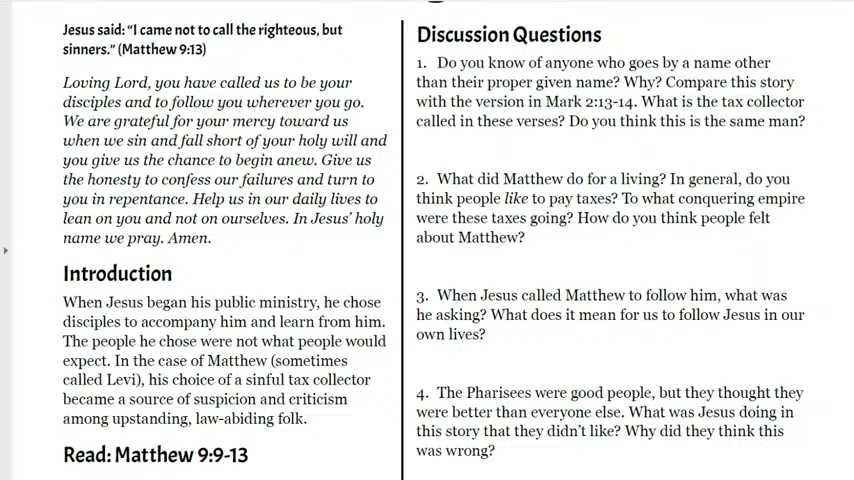 Jesus said: “I came not to call the righteous, but
sinners.” (Matthew 9:13)
Loving Lord, you have called us to be your
disciples and to follow you wherever you go.
We are grateful for your mercy toward us
when we sin and fall short of your holy will and
you give us the chance to begin anew. Give us
the honesty to confess our failures and turn to
you in repentance. Help us in our daily lives to
lean on you and not on ourselves. In Jesus’ holy
name we pray. Amen.
Introduction
When Jesus began his public ministry, he chose
disciples to accompany him and learn from him.
The people he chose were not what people would
expect. In the case of Matthew (sometimes
called Levi), his choice of a sinful tax collector
became a source of suspicion and criticism
among upstanding, law-abiding folk.
Read: Matthew 9:9-13
Discussion Questions
1. Do you know of anyone who goes by a name other
than their proper given name? Why? Compare this story
with the version in Mark 2:13-14. What is the tax collector
called in these verses? Do you think this is the same man?
2. What did Matthew do for a living? In general, do you
think people like to pay taxes? To what conquering empire
were these taxes going? How do you think people felt
about Matthew?
3. When Jesus called Matthew to follow him, what was
he asking? What does it mean for us to follow Jesus in our
own lives?
4. The Pharisees were good people, but they thought they
were better than everyone else. What was Jesus doing in
this story that they didn’t like? Why did they think this
was wrong?